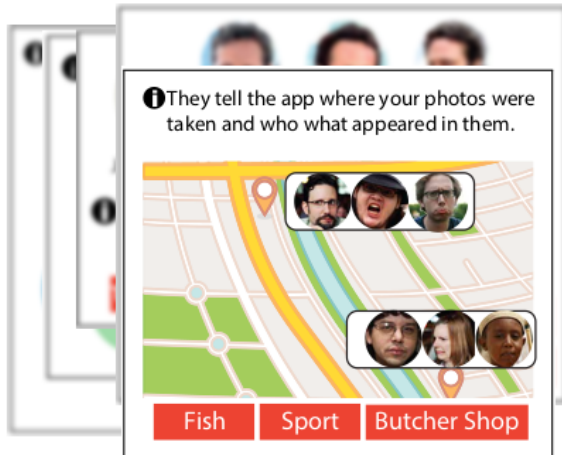 They tell the app where your photos were
taken and who what appeared in them.
Fish Sport Butcher Shop